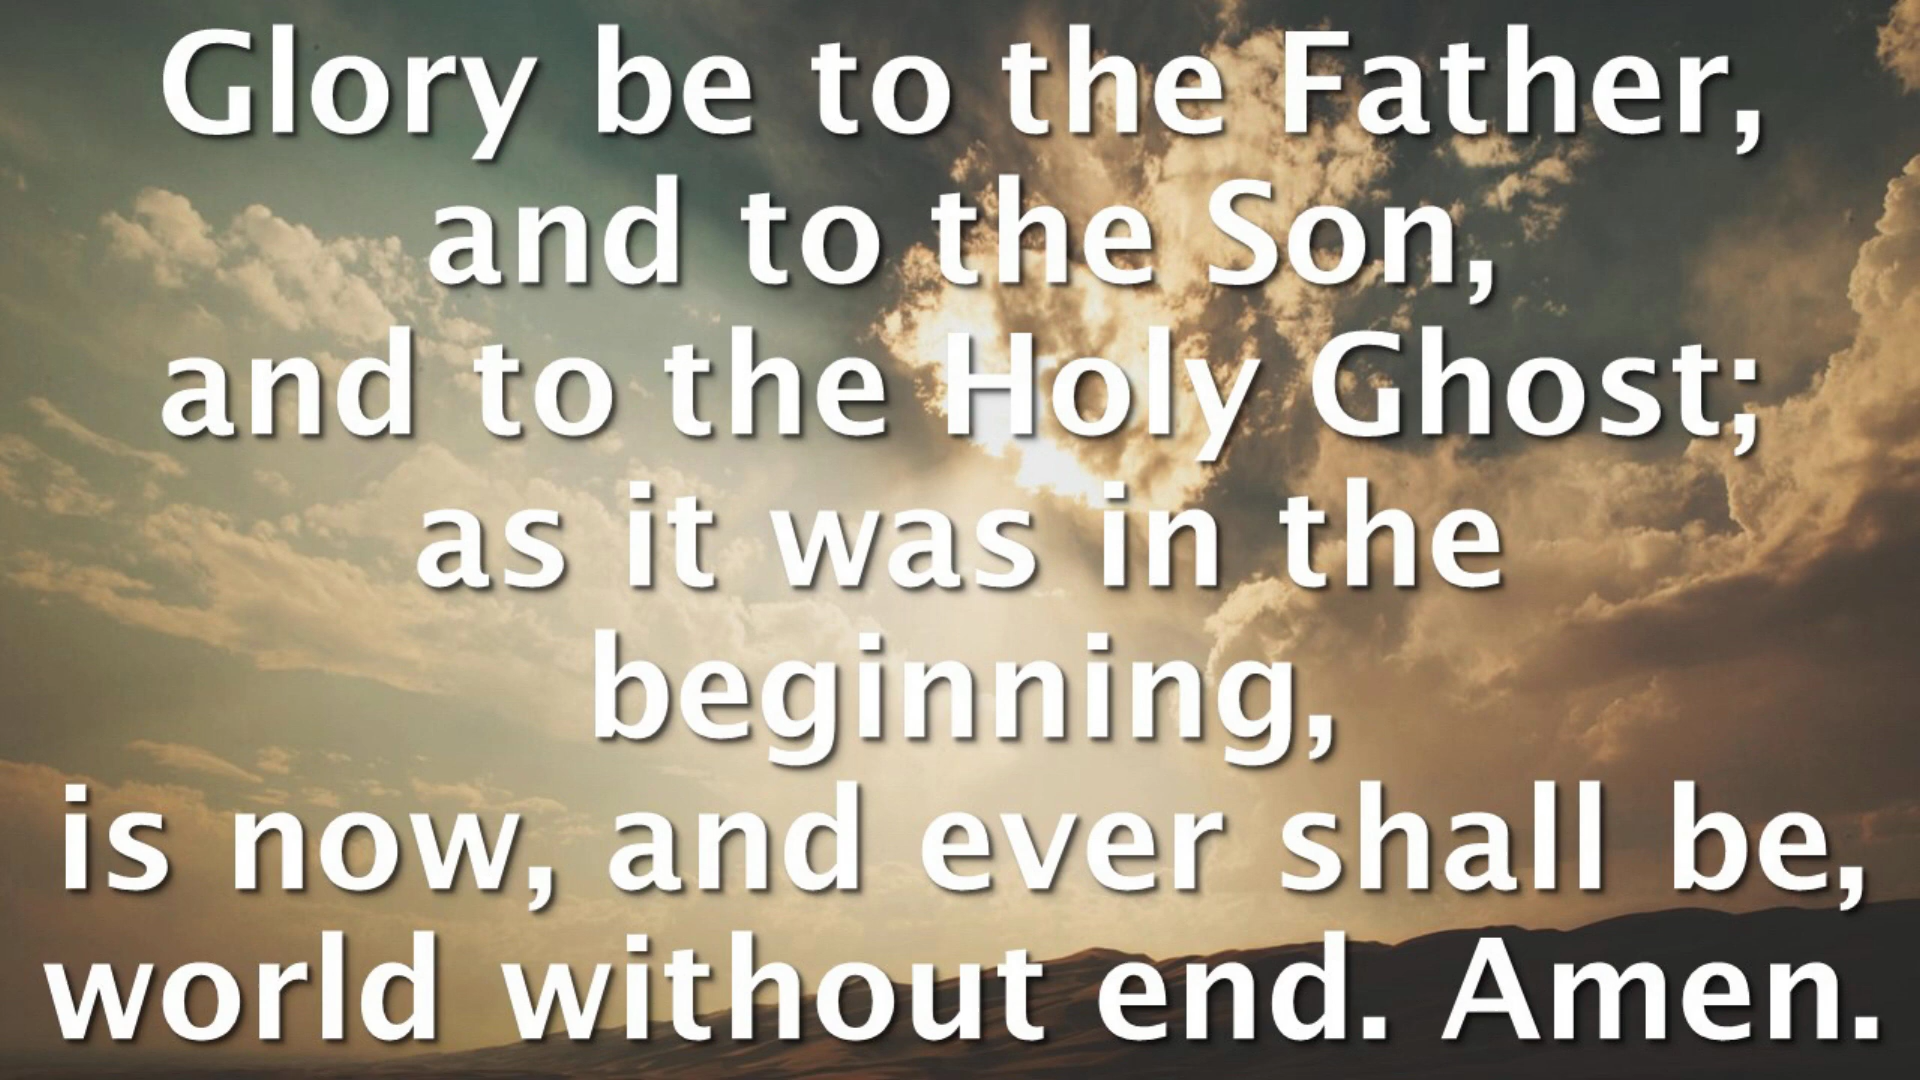 Glory be to the Father,
and to the Son,
and to the Holy Ghost;
as it was in the
beginning,
is now, and ever shall be,
world without end. Amen.